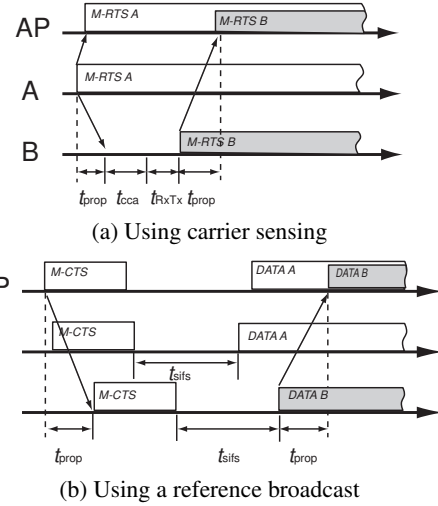 M-RTS A
AP
M-RTS B
M-RTS A
A
M-RTS B
B
tprop tcca tRxTx tprop
(a) Using carrier sensing
P
M-CTS
DATA A
DATA B
M-CTS
DATA A
tsifs
M-CTS
DATA B
tprop
tsifs
tprop
(b) Using a reference broadcast